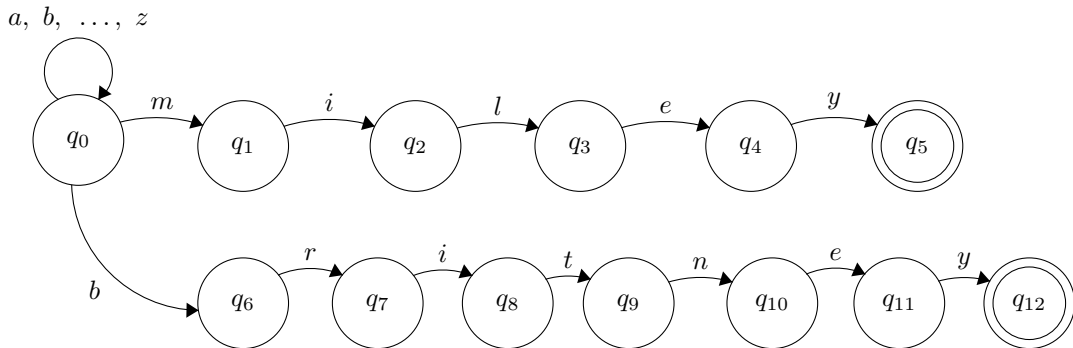 a, b, …, z
m i l e y
q0 q1 q2 q3 q4 q5
r i t n e y
b
q6 q7 q8 q9 q10 q11 q12